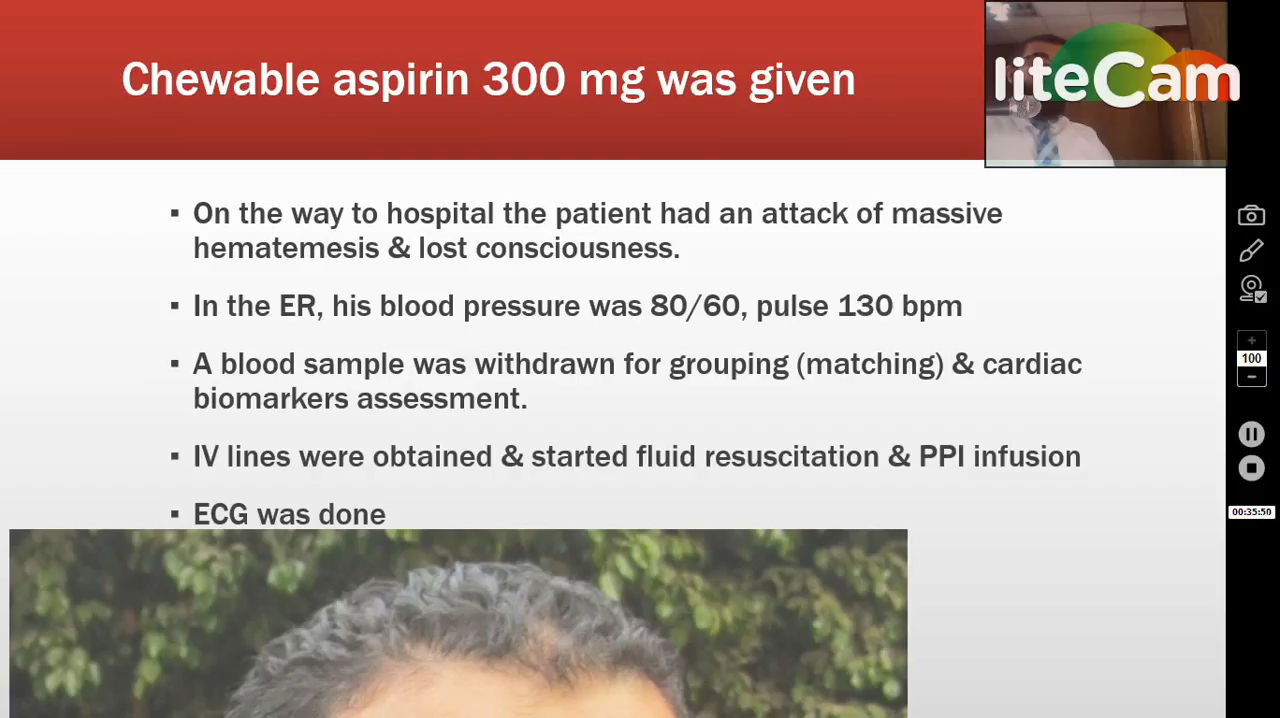 Chewable aspirin 300 mg was given
liteCam
▪ On the way to hospital the patient had an attack of massive
hematemesis & lost consciousness.
▪ In the ER, his blood pressure was 80/60, pulse 130 bpm
▪ A blood sample was withdrawn for grouping (matching) & cardiac
biomarkers assessment.
▪ IV lines were obtained & started fluid resuscitation & PPI infusion
▪ ECG was done
100
00:35:50